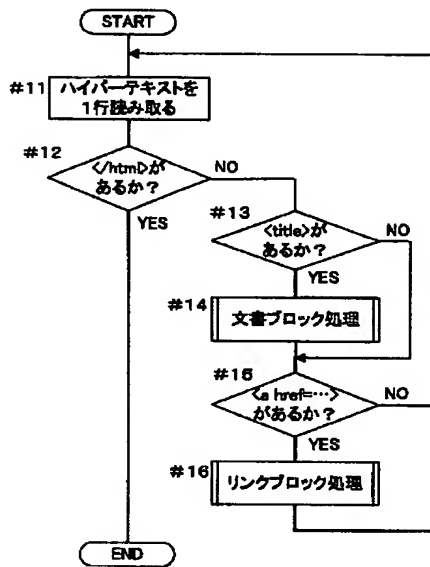 START
#11
ハイパーテキストを
1行読み取る
#12
</html>が
あるか？
NO
YES
#13
<title>が
あるか？
NO
YES
#14
文書ブロック処理
#15
<a href=…>
があるか？
NO
YES
#16
リンクブロック処理
END